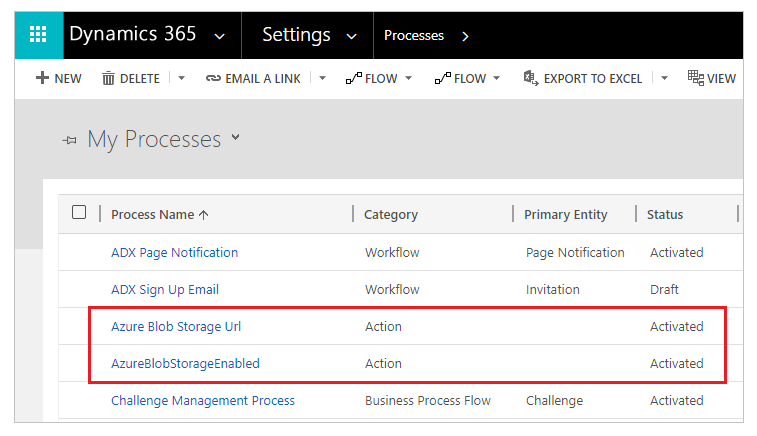 Dynamics 365 Settings Processes
NEW DELETE EMAIL A LINK FLOW FLOW EXPORT TO EXCEL VIEW
My Processes
Process Name Category Primary Entity Status
ADX Page Notification Workflow Page Notification Activated
ADX Sign Up Email Workflow Invitation Draft
Azure Blob Storage Url Action Activated
AzureBlobStorageEnabled Action Activated
Challenge Management Process Business Process Flow Challenge Activated